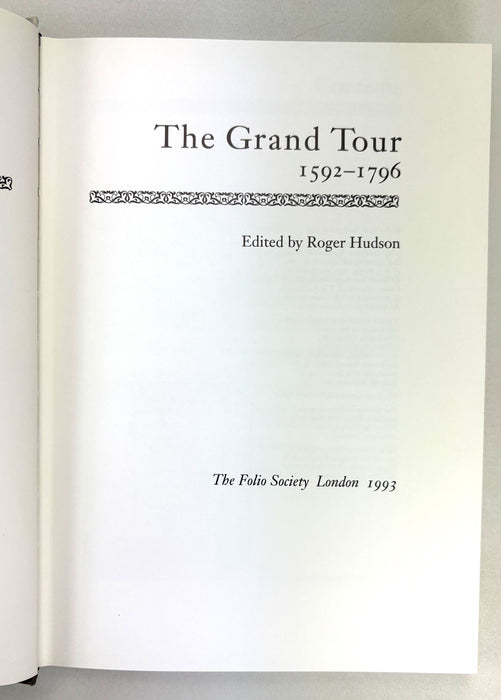 The Grand Tour
1592–1796
Edited by Roger Hudson
The Folio Society London 1993